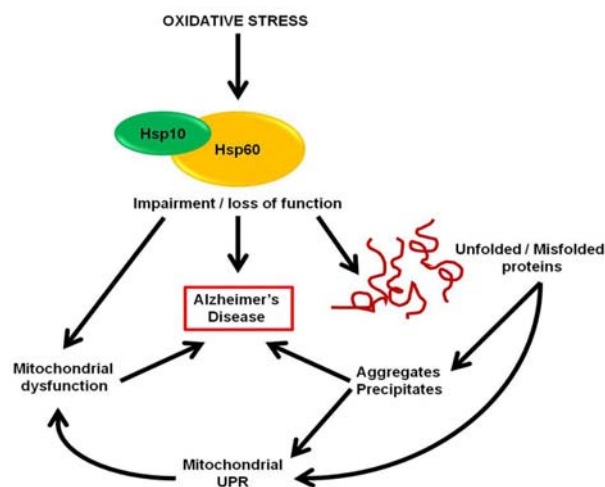 OXIDATIVE STRESS
Hsp10
Hsp60
Impairment / loss of function
Unfolded / Misfolded
proteins
Alzheimer's
Disease
Mitochondrial
dysfunction
Aggregates
Precipitates
Mitochondrial
UPR